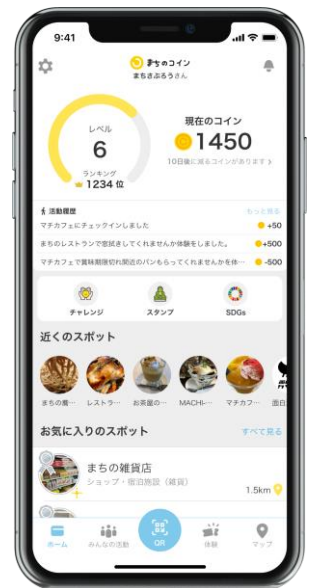 9:41
まちのコイン
まちさぶろうさん
レベル
6
ランキング
1234 位
現在のコイン
1450
10日後に減るコインがあります >
活動履歴
もっと見る
マチカフェにチェックインしました
+50
まちのレストランで窓拭きしてくれませんか体験をしました。
+500
マチカフェで賞味期限切れ間近のパンもらってくれませんかを体…
-500
チャレンジ
スタンプ
SDGs
近くのスポット
まちの農…
レストラ…
お茶屋の…
MACHI…
マチカフ…
面白
お気に入りのスポット
すべて見る
まちの雑貨店
ショップ・宿泊施設（雑貨）
1.5km
ホーム
みんなの活動
QR
体験
マップ